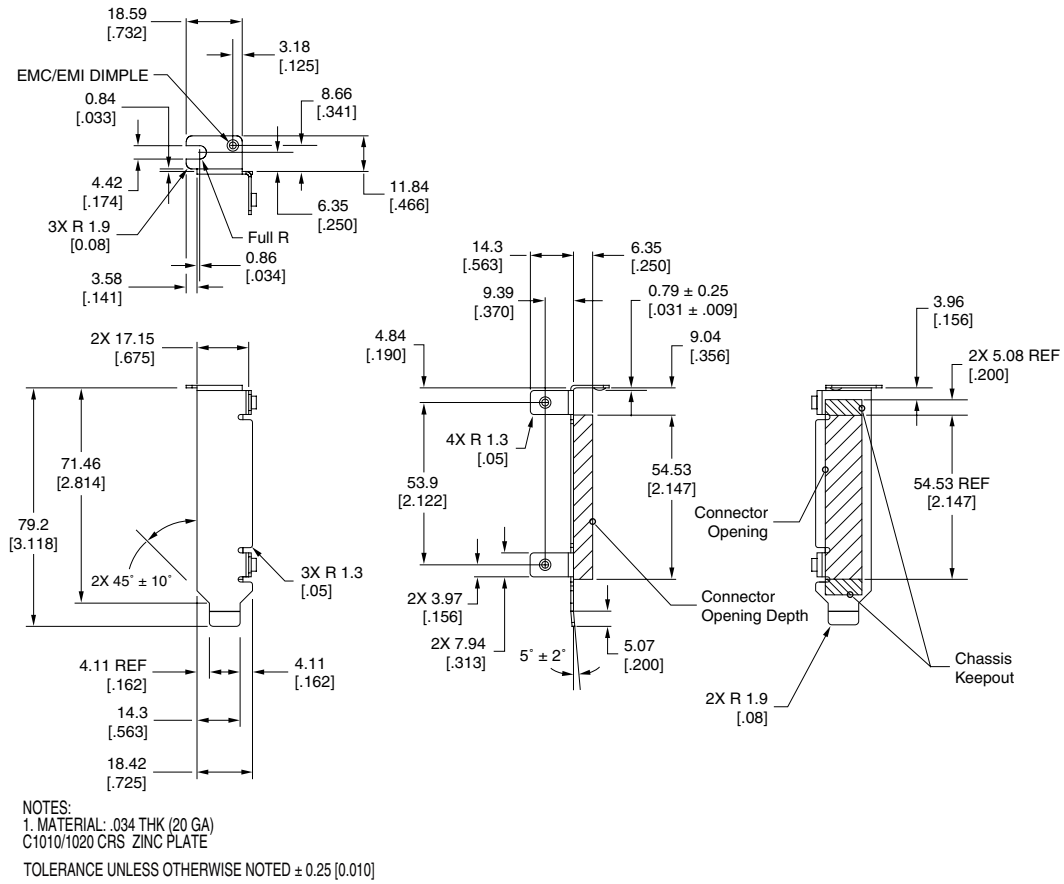 18.59
[.732]
3.18
[.125]
EMC/EMI DIMPLE
0.84
[.033]
8.66
[.341]
4.42
[.174]
11.84
[.466]
6.35
[.250]
3X R 1.9
[0.08]
Full R
0.86
[.034]
3.58
[.141]
14.3
[.563]
6.35
[.250]
9.39
[.370]
0.79 ± 0.25
[.031 ± .009]
3.96
[.156]
2X 17.15
[.675]
4.84
[.190]
9.04
[.356]
2X 5.08 REF
[.200]
4X R 1.3
[.05]
71.46
[2.814]
53.9
[2.122]
54.53
[2.147]
54.53 REF
[2.147]
Connector
Opening
79.2
[3.118]
2X 45° ± 10°
3X R 1.3
[.05]
2X 3.97
[.156]
Connector
Opening Depth
2X 7.94
[.313]
5° ± 2°
5.07
[.200]
4.11 REF
[.162]
4.11
[.162]
Chassis
Keepout
2X R 1.9
[.08]
14.3
[.563]
18.42
[.725]
NOTES:
1. MATERIAL: .034 THK (20 GA)
C1010/1020 CRS ZINC PLATE
TOLERANCE UNLESS OTHERWISE NOTED ± 0.25 [0.010]